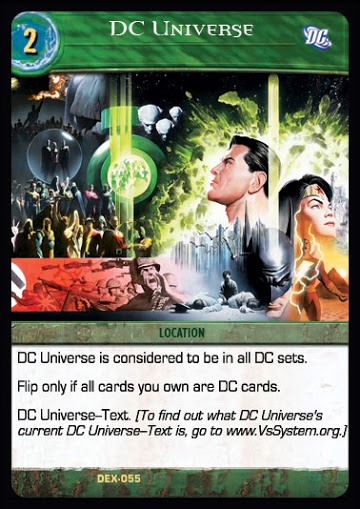 2
DC UNIVERSE
DC
LOCATION
DC Universe is considered to be in all DC sets.
Flip only if all cards you own are DC cards.
DC Universe–Text. [To find out what DC Universe's
current DC Universe–Text is, go to www.VsSystem.org.]
DEX-055